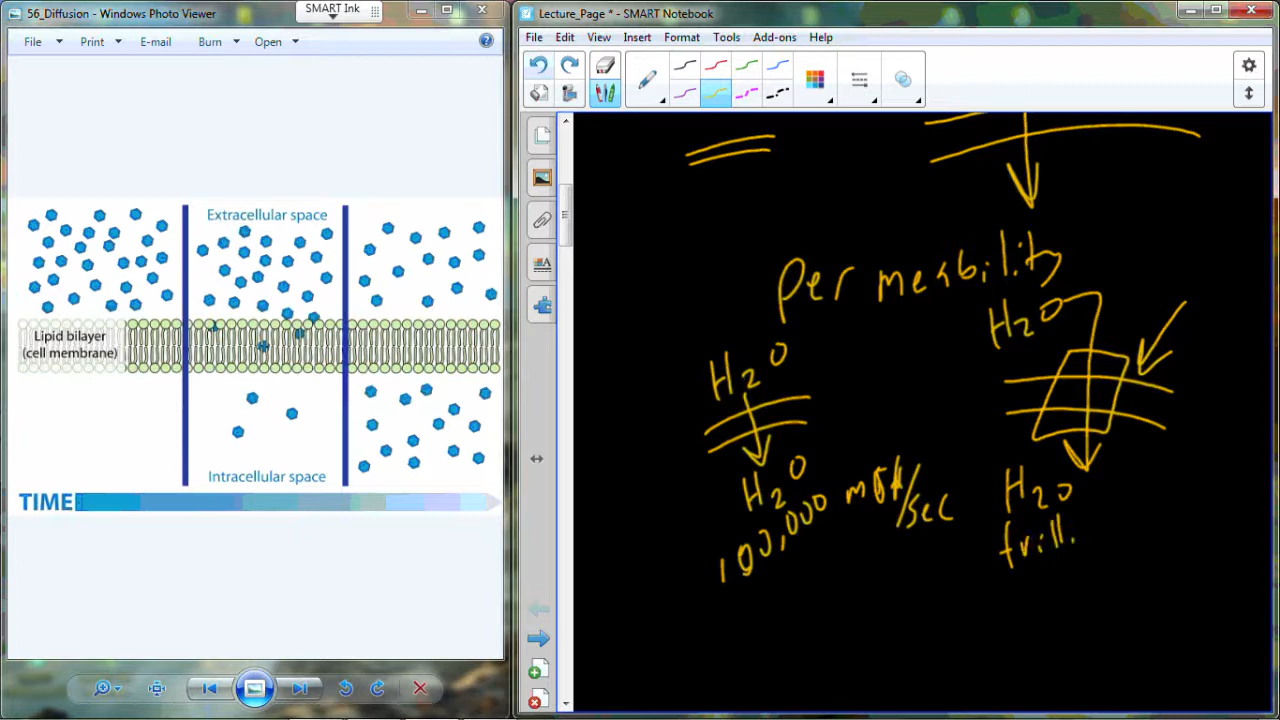 56_Diffusion - Windows Photo Viewer
SMART Ink
File Print E-mail Burn Open
Extracellular space
Lipid bilayer
(cell membrane)
Intracellular space
TIME
Lecture_Page * - SMART Notebook
File Edit View Insert Format Tools Add-ons Help
Permeability
H2O
H2O
H2O
100,000 /sec
H2O